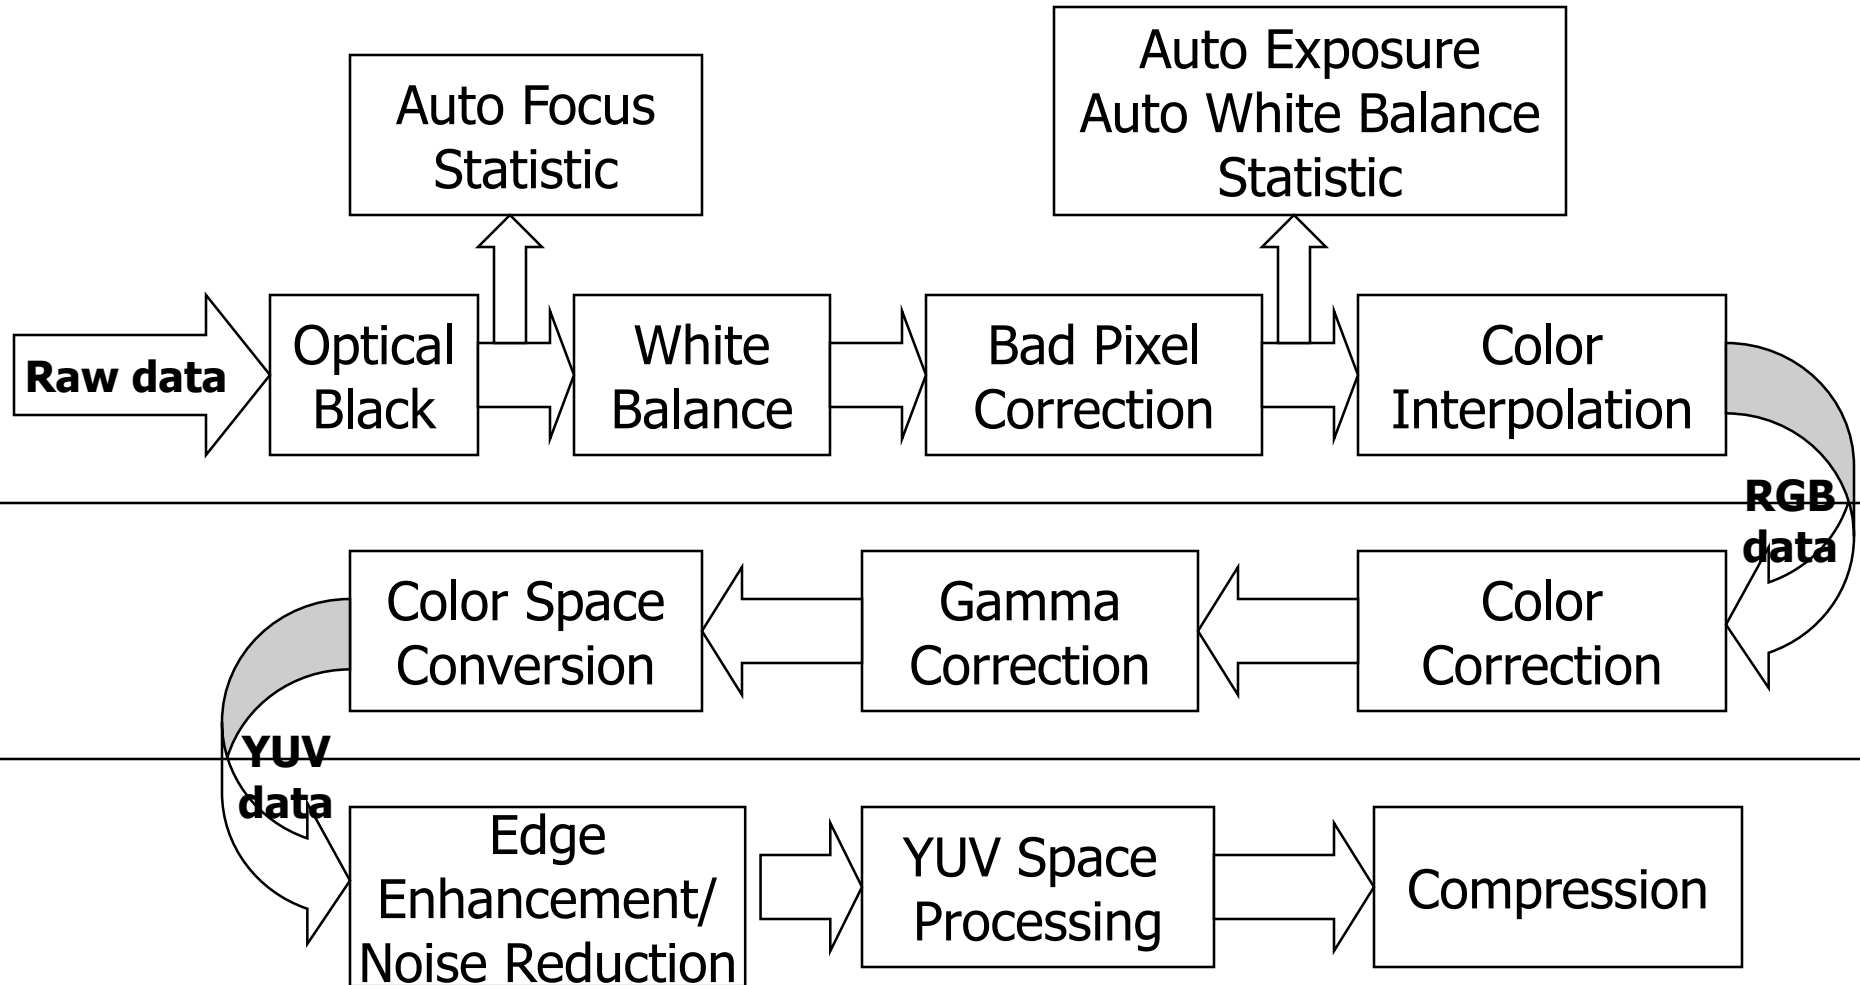 Auto Focus
Statistic
Auto Exposure
Auto White Balance
Statistic
Raw data
Optical
Black
White
Balance
Bad Pixel
Correction
Color
Interpolation
RGB
data
Color Space
Conversion
Gamma
Correction
Color
Correction
YUV
data
Edge
Enhancement/
Noise Reduction
YUV Space
Processing
Compression